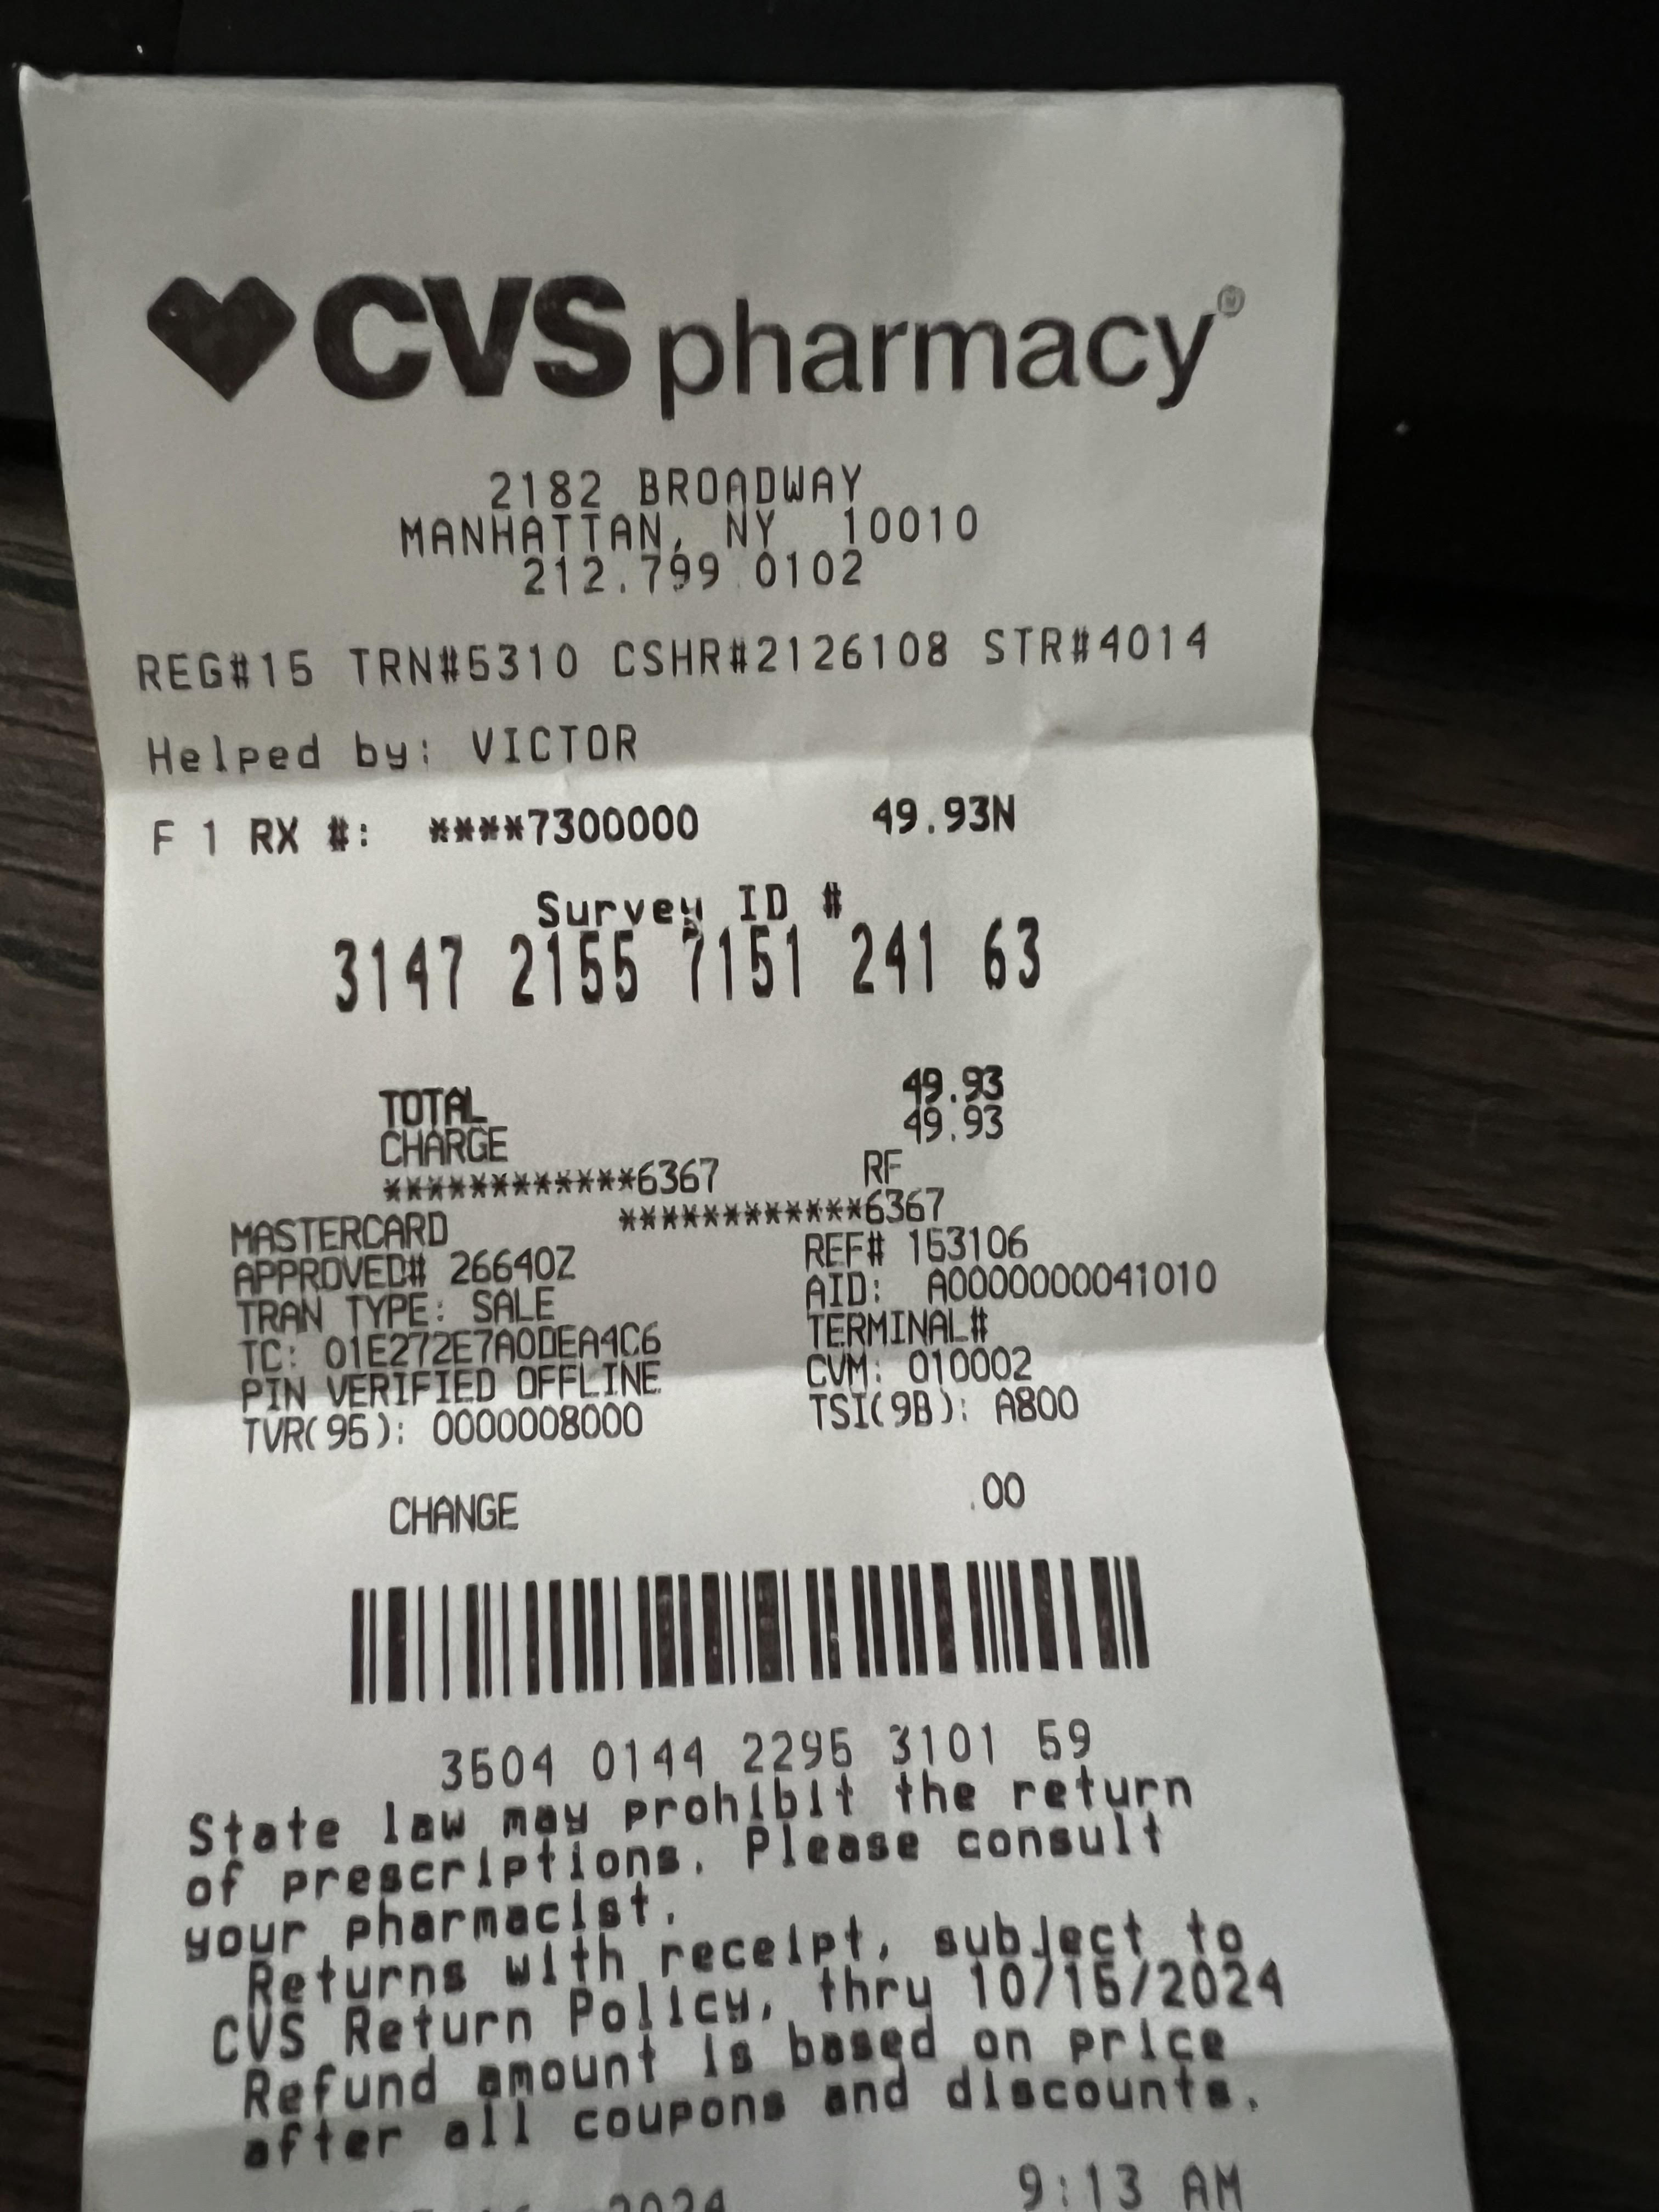 CVS pharmacy®
2182 BROADWAY
MANHATTAN, NY 10010
212.799.0102
REG#15 TRN#5310 CSHR#2126108 STR#4014
Helped by: VICTOR
F 1 RX #: ****7300000 49.93N
Survey ID #
3147 2155 7151 241 63
TOTAL 49.93
CHARGE 49.93
************6367 RF
MASTERCARD ************6367
APPROVED# 26640Z REF# 153106
TRAN TYPE: SALE AID: A0000000041010
TC: 01E272E7A0DEA4C6 TERMINAL#
PIN VERIFIED OFFLINE CVM: 010002
TVR(95): 0000008000 TSI(9B): A800
CHANGE .00
3504 0144 2295 3101 59
State law may prohibit the return
of prescriptions. Please consult
your pharmacist.
Returns with receipt, subject to
CVS Return Policy, thru 10/15/2024
Refund amount is based on price
after all coupons and discounts.
2024 9:13 AM